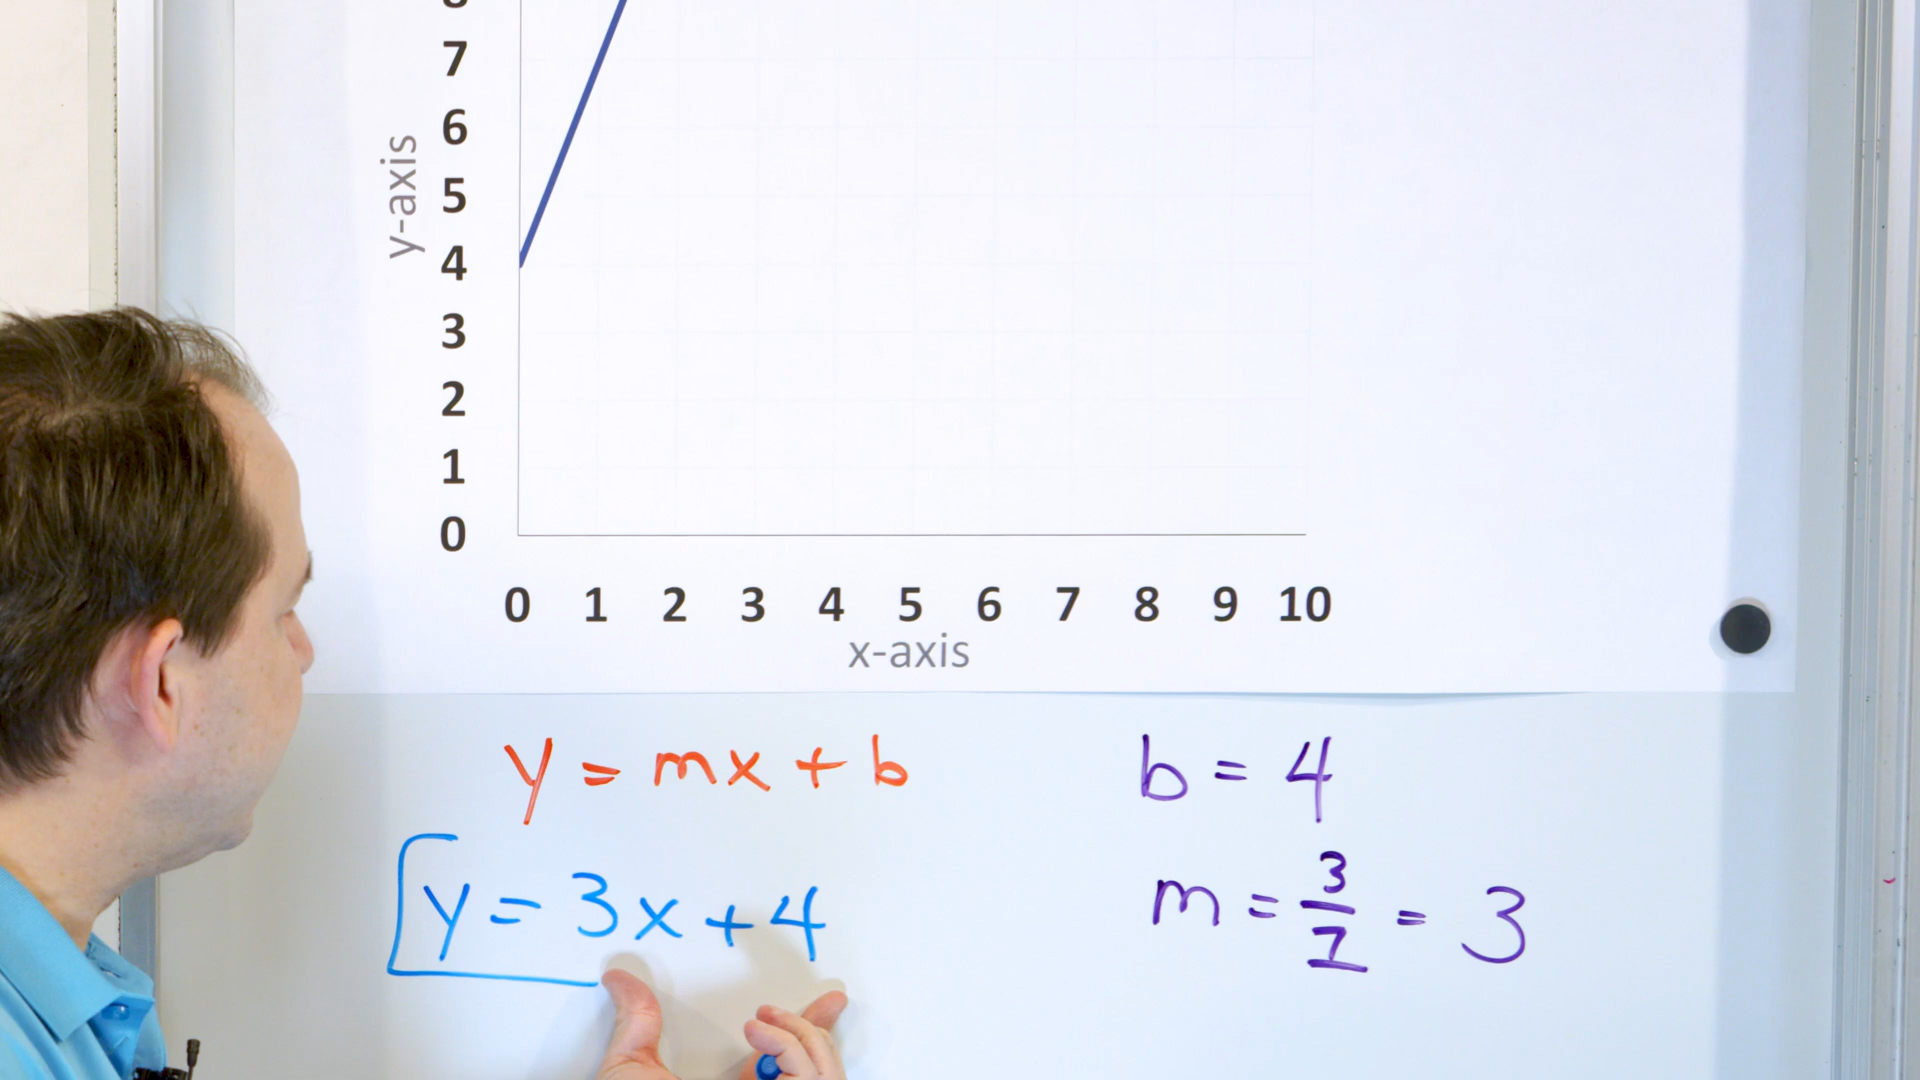 8
7
6
5
4
3
2
1
0
y-axis
0 1 2 3 4 5 6 7 8 9 10
x-axis
y = mx + b
b = 4
y = 3x + 4
m = 3/1 = 3